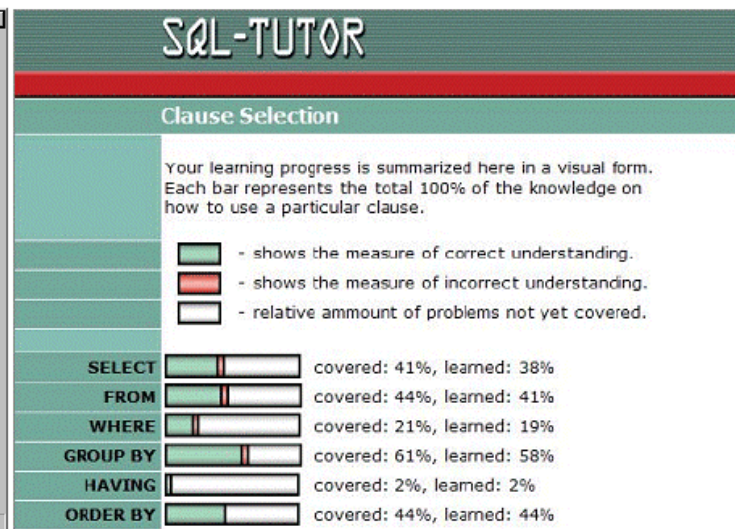 SQL-TUTOR
Clause Selection
Your learning progress is summarized here in a visual form.
Each bar represents the total 100% of the knowledge on
how to use a particular clause.
- shows the measure of correct understanding.
- shows the measure of incorrect understanding.
- relative ammount of problems not yet covered.
SELECT covered: 41%, learned: 38%
FROM covered: 44%, learned: 41%
WHERE covered: 21%, learned: 19%
GROUP BY covered: 61%, learned: 58%
HAVING covered: 2%, learned: 2%
ORDER BY covered: 44%, learned: 44%